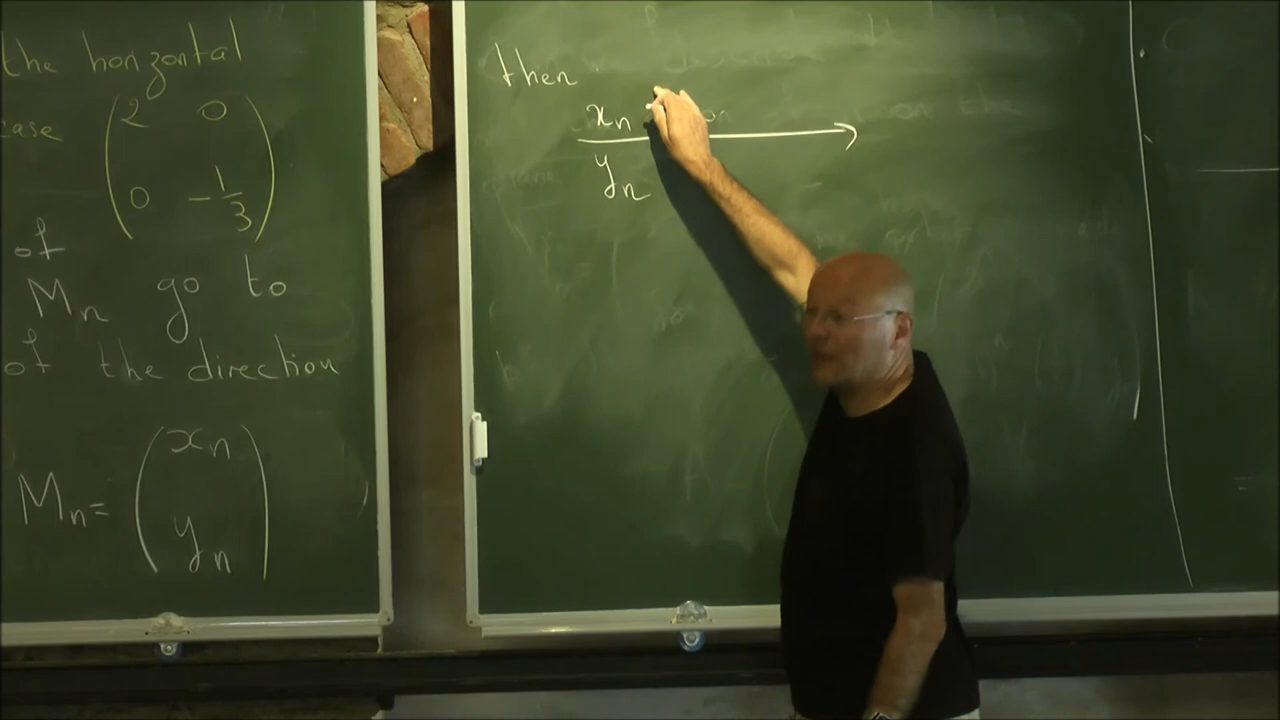 the horizontal
case ( 2 0
0 -1/3 )
of
Mn go to
of the direction
Mn = ( xn
yn )
then
xn
yn →